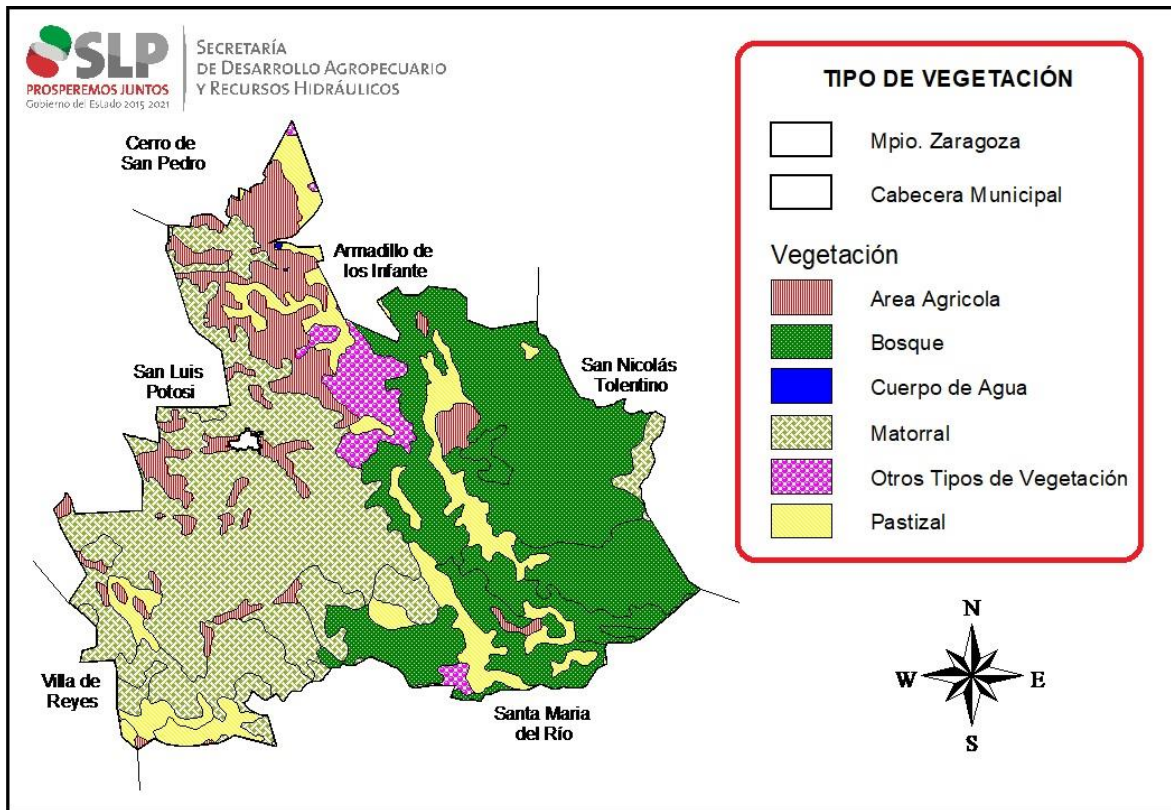 SLP
PROSPEREMOS JUNTOS
Gobierno del Estado 2015-2021
SECRETARÍA
DE DESARROLLO AGROPECUARIO
Y RECURSOS HIDRÁULICOS
TIPO DE VEGETACIÓN
Mpio. Zaragoza
Cabecera Municipal
Vegetación
Area Agricola
Bosque
Cuerpo de Agua
Matorral
Otros Tipos de Vegetación
Pastizal
Cerro de
San Pedro
Armadillo de
los Infante
San Luis
Potosi
San Nicolás
Tolentino
Villa de
Reyes
Santa Maria
del Río
N
W
E
S